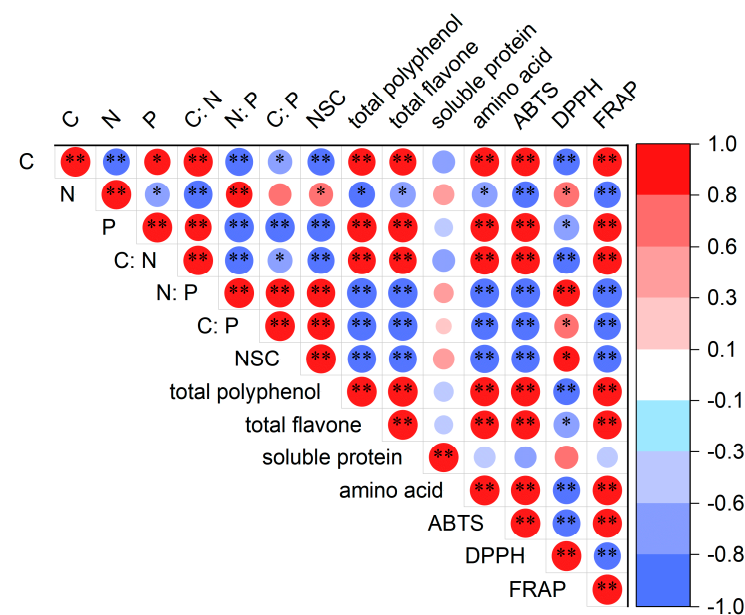 C N P C: N N: P C: P NSC total polyphenol total flavone soluble protein amino acid ABTS DPPH FRAP
C ** ** * ** ** * ** ** ** ** ** ** **
N ** * ** ** * * * * ** * **
P ** ** ** ** ** ** ** ** ** * **
C: N ** ** * ** ** ** ** ** ** **
N: P ** ** ** ** ** ** ** ** **
C: P ** ** ** ** ** ** * **
NSC ** ** ** ** ** * **
total polyphenol ** ** ** ** ** **
total flavone ** ** ** * **
soluble protein **
amino acid ** ** ** **
ABTS ** ** **
DPPH ** **
FRAP **
1.0
0.8
0.6
0.3
0.1
-0.1
-0.3
-0.6
-0.8
-1.0